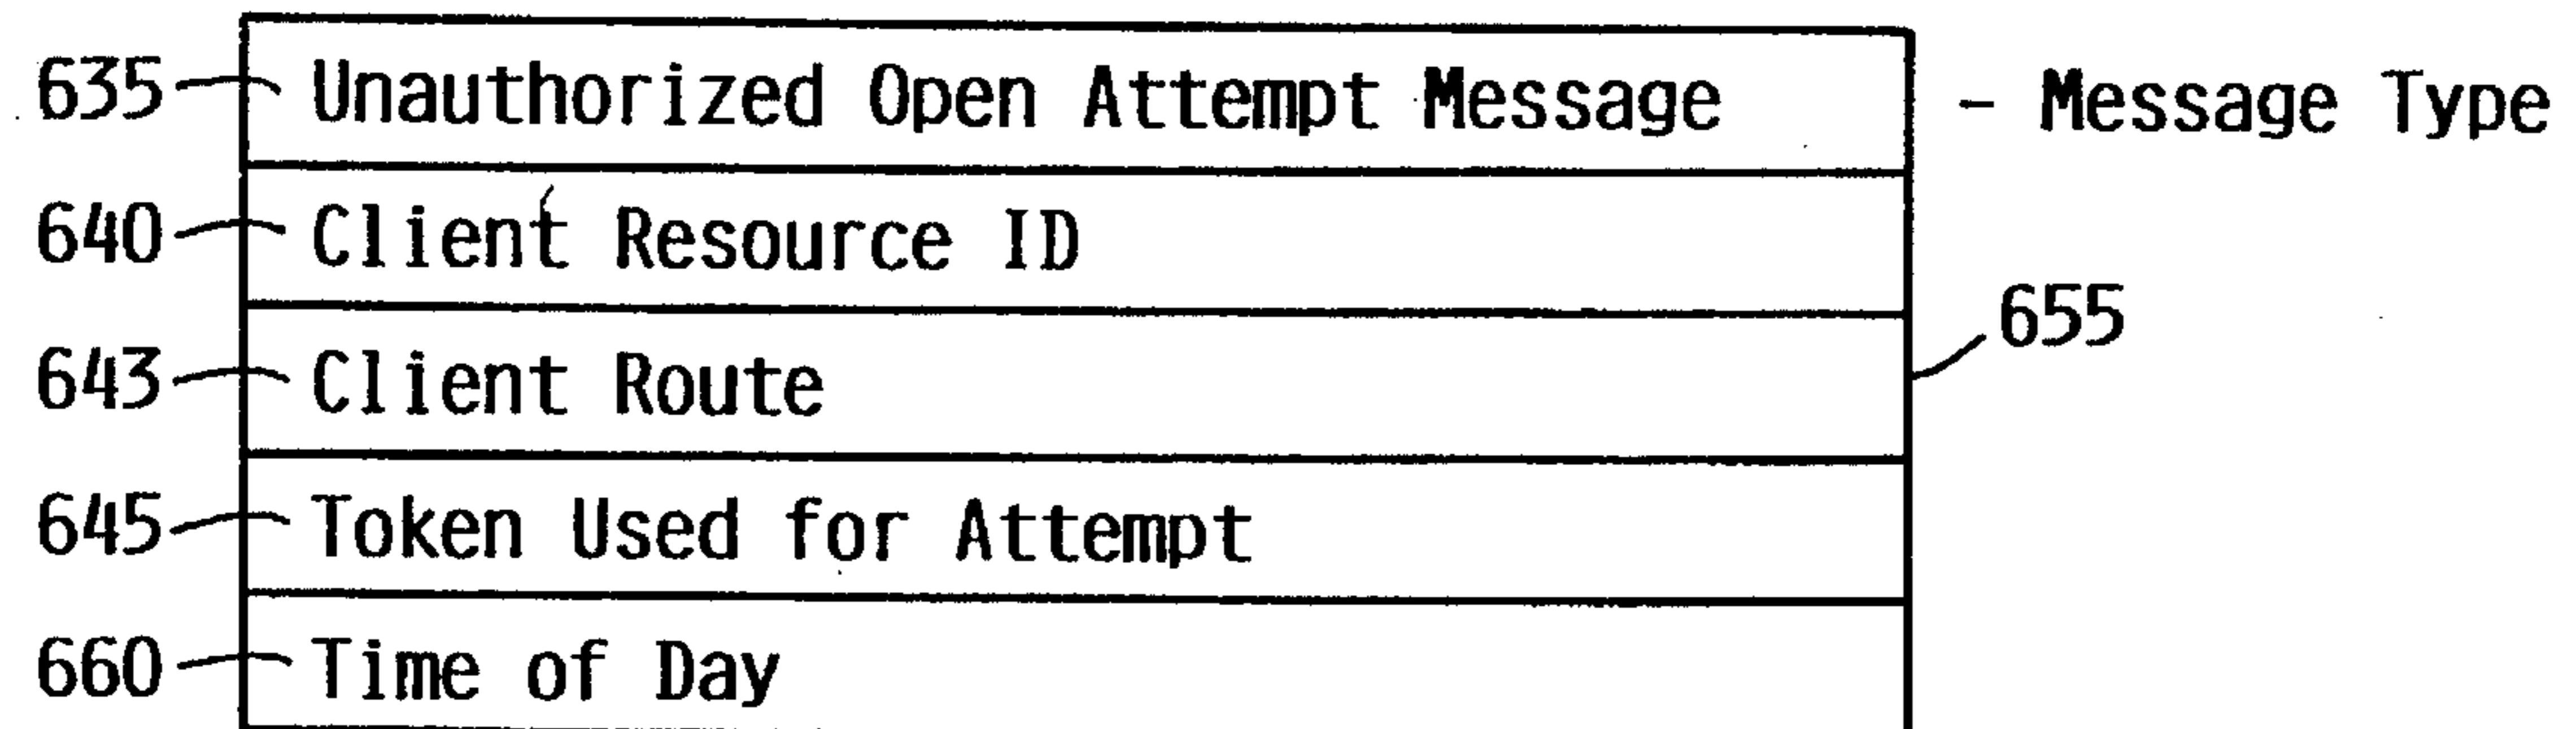 635 Unauthorized Open Attempt Message - Message Type
640 Client Resource ID
655
643 Client Route
645 Token Used for Attempt
660 Time of Day